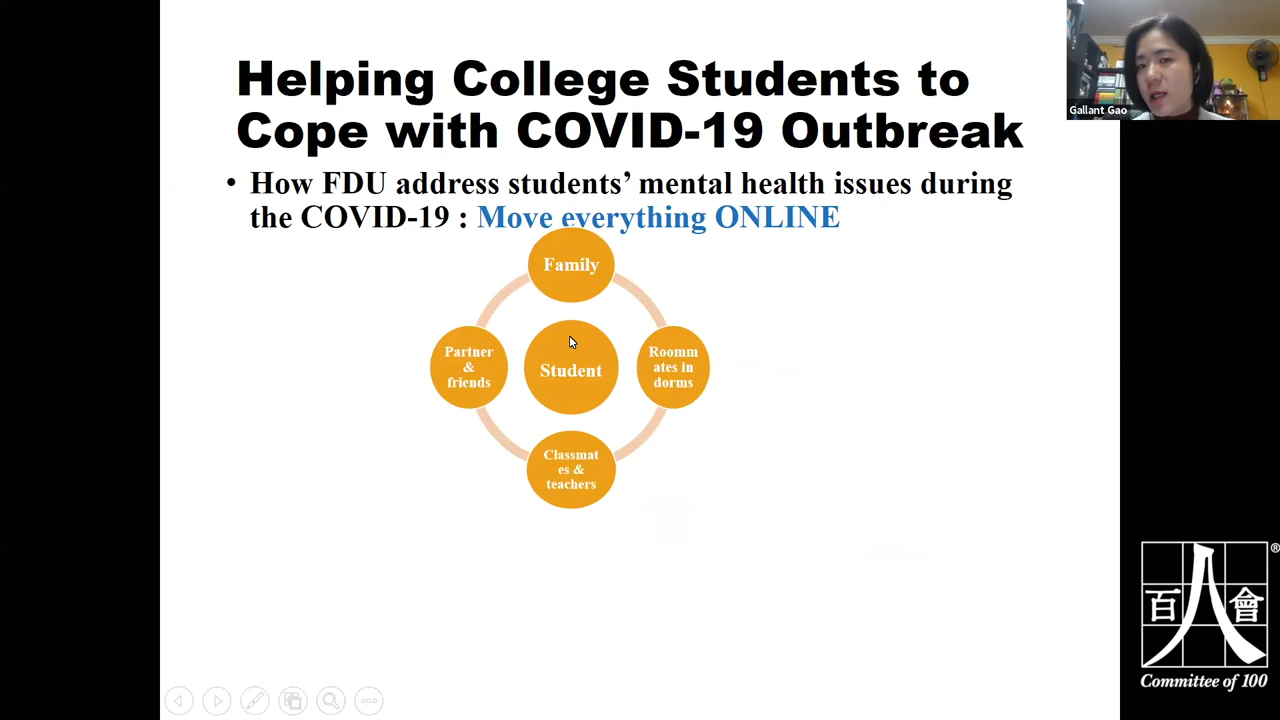 Helping College Students to
Cope with COVID-19 Outbreak
• How FDU address students’ mental health issues during
the COVID-19 : Move everything ONLINE
Family
Partner
&
friends
Student
Roomm
ates in
dorms
Classmat
es &
teachers
Gallant Gao
百人會®
Committee of 100